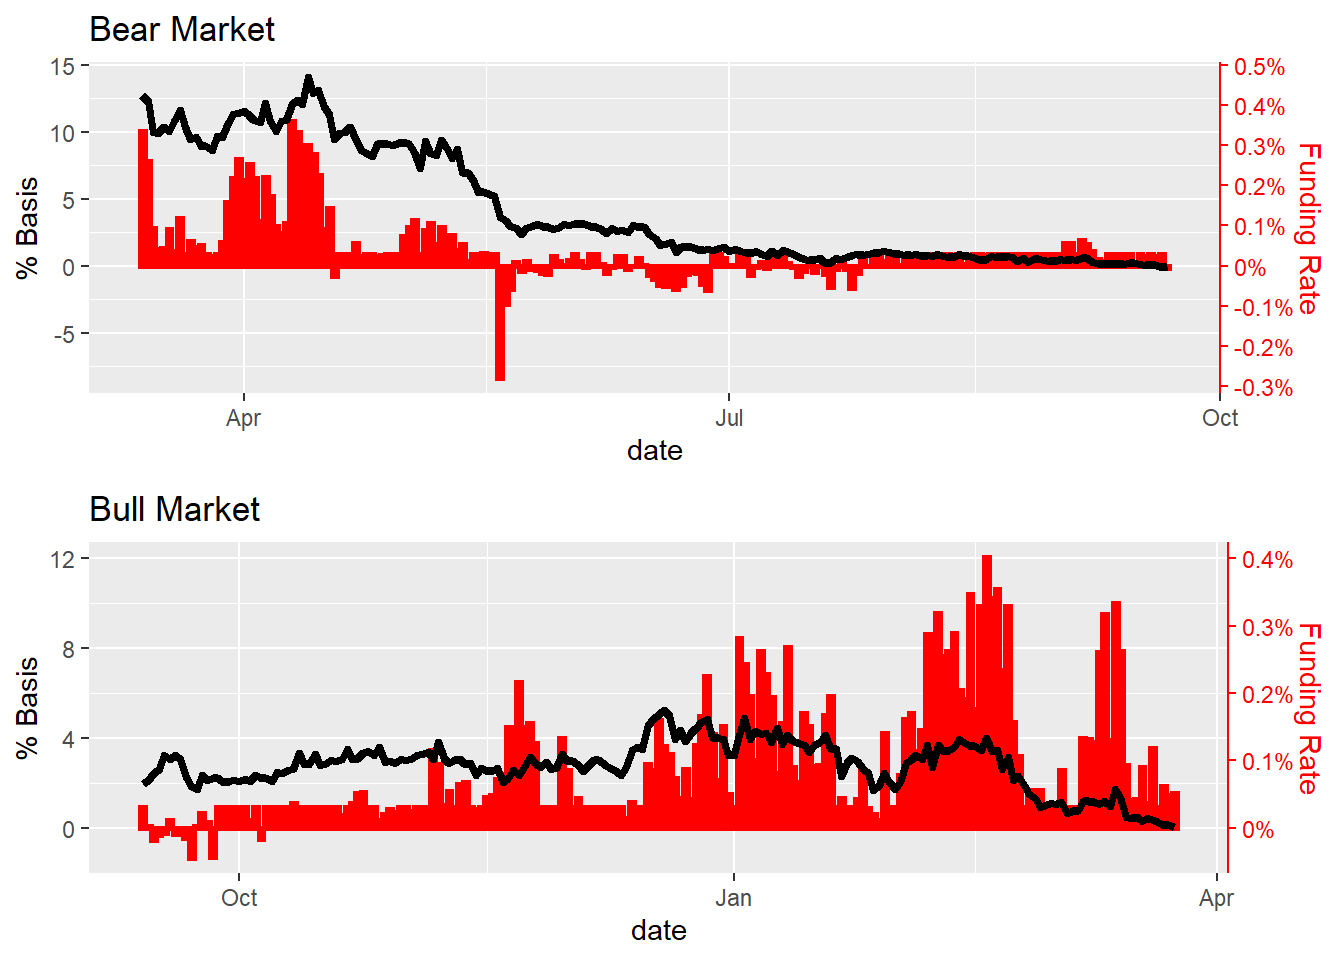 Bear Market
15
10
5
0
-5
% Basis
0.5%
0.4%
0.3%
0.2%
0.1%
0%
-0.1%
-0.2%
-0.3%
Funding Rate
Apr
Jul
Oct
date
Bull Market
12
8
4
0
% Basis
0.4%
0.3%
0.2%
0.1%
0%
Funding Rate
Oct
Jan
Apr
date